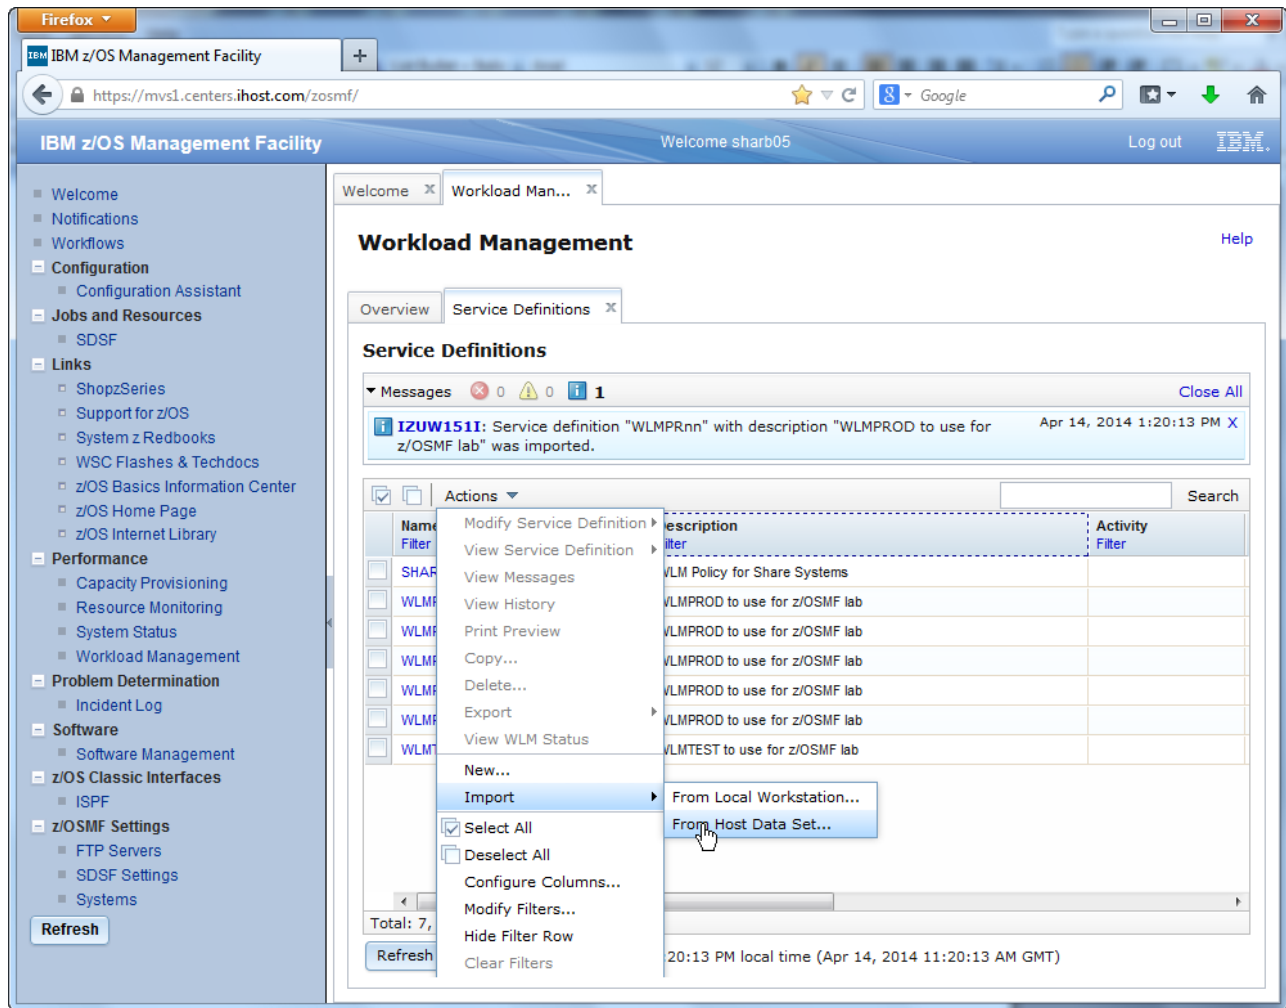 Firefox
IBM IBM z/OS Management Facility
https://mvs1.centers.ihost.com/zosmf/
8 Google
IBM z/OS Management Facility Welcome sharb05 Log out IBM.
Welcome
Notifications
Workflows
Configuration
Configuration Assistant
Jobs and Resources
SDSF
Links
ShopzSeries
Support for z/OS
System z Redbooks
WSC Flashes & Techdocs
z/OS Basics Information Center
z/OS Home Page
z/OS Internet Library
Performance
Capacity Provisioning
Resource Monitoring
System Status
Workload Management
Problem Determination
Incident Log
Software
Software Management
z/OS Classic Interfaces
ISPF
z/OSMF Settings
FTP Servers
SDSF Settings
Systems
Refresh
Welcome X Workload Man... X
Workload Management Help
Overview Service Definitions X
Service Definitions
Messages 0 0 1 Close All
IZUW151I: Service definition "WLMPRnn" with description "WLMPROD to use for Apr 14, 2014 1:20:13 PM X
z/OSMF lab" was imported.
Actions Search
Name escription Activity
Filter ilter Filter
SHAR WLM Policy for Share Systems
WLMP WLMPROD to use for z/OSMF lab
WLMP WLMPROD to use for z/OSMF lab
WLMP WLMPROD to use for z/OSMF lab
WLMP WLMPROD to use for z/OSMF lab
WLMP WLMPROD to use for z/OSMF lab
WLMT WLMTEST to use for z/OSMF lab
Modify Service Definition
View Service Definition
View Messages
View History
Print Preview
Copy...
Delete...
Export
View WLM Status
New...
Import
From Local Workstation...
From Host Data Set...
Select All
Deselect All
Configure Columns...
Modify Filters...
Hide Filter Row
Clear Filters
Total: 7,
Refresh :20:13 PM local time (Apr 14, 2014 11:20:13 AM GMT)